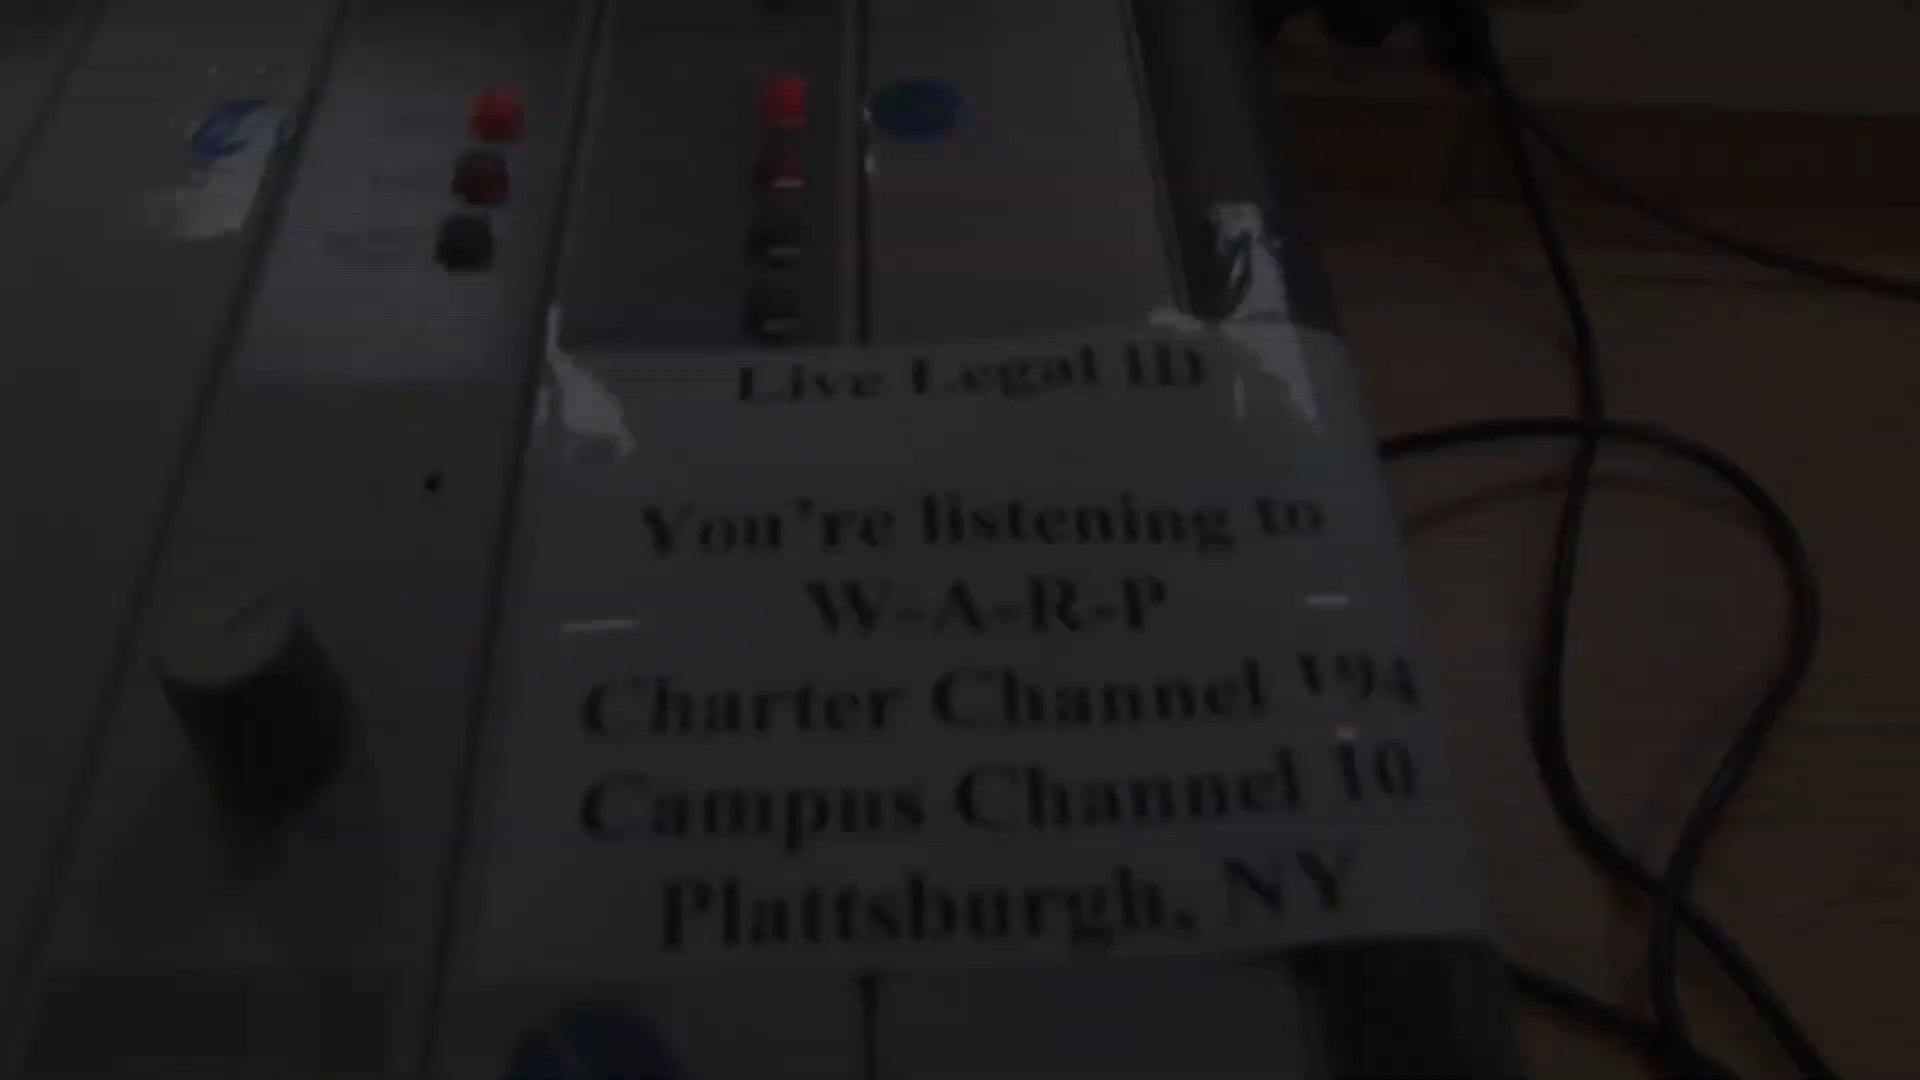 Live Legal ID
You're listening to
W-A-R-P
Charter Channel 194
Campus Channel 10
Plattsburgh, NY